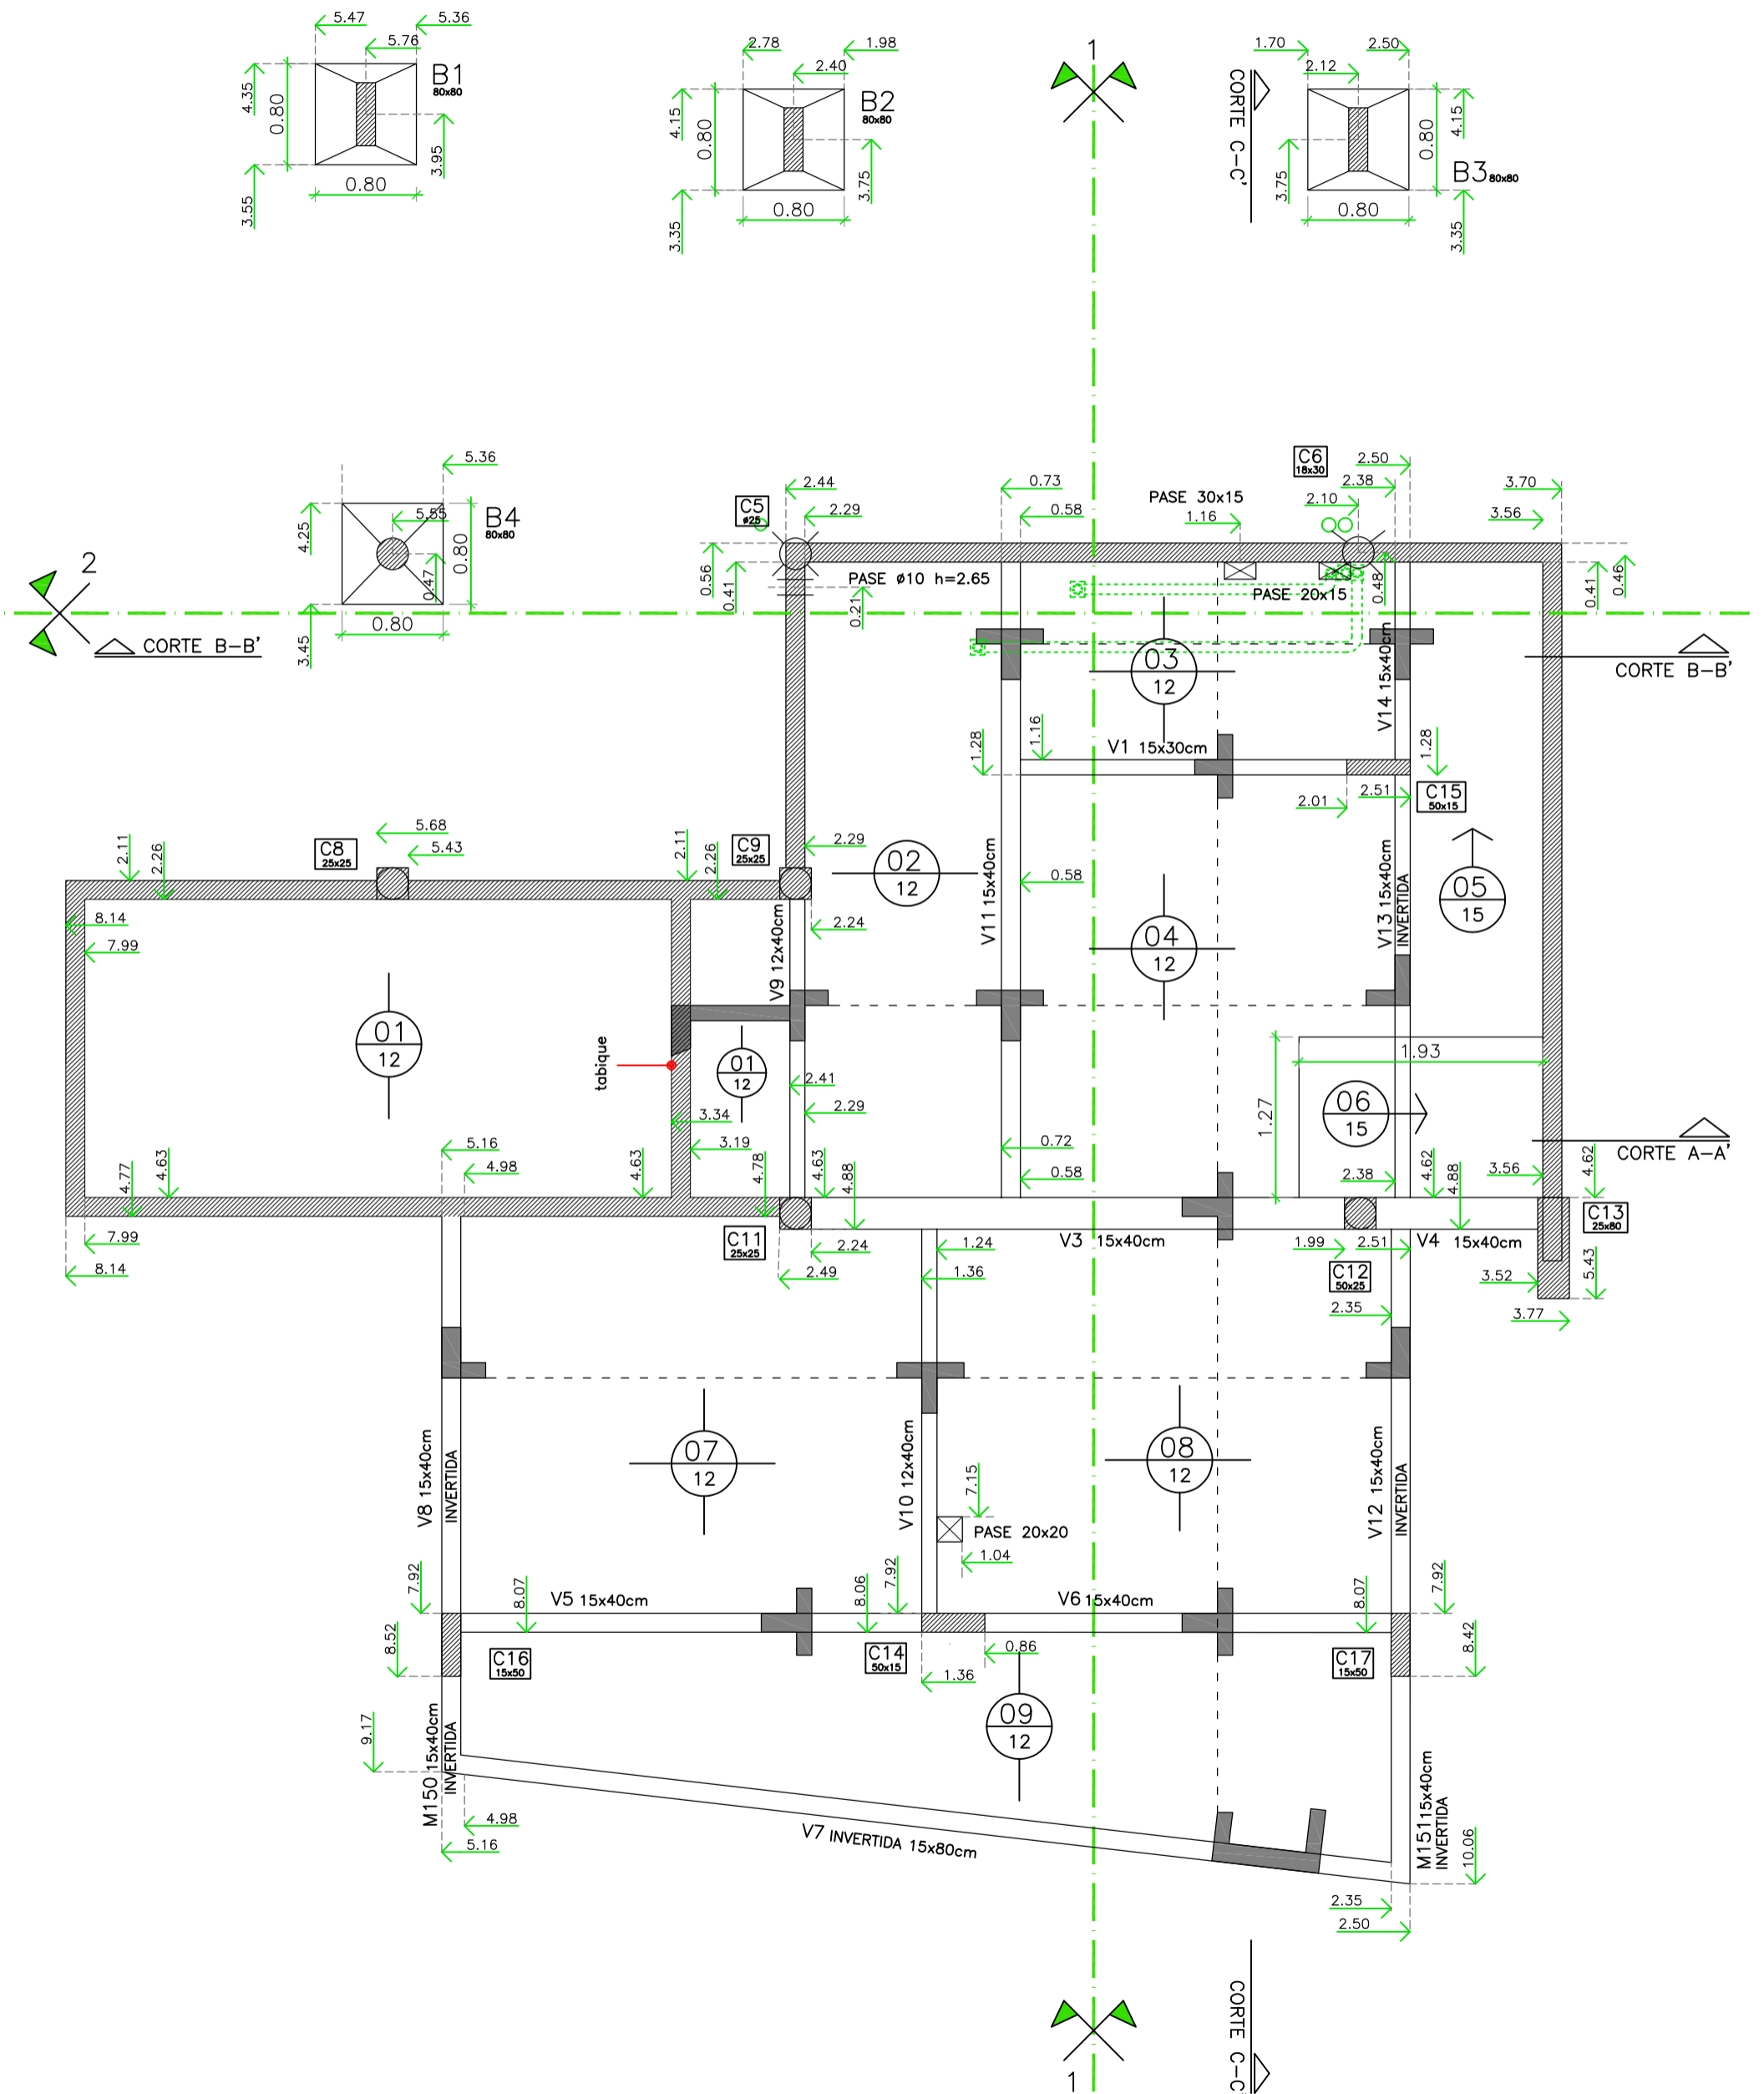 5.47
5.36
5.76
B1
80x80
4.35
0.80
3.95
3.55
0.80
2.78
1.98
2.40
B2
80x80
4.15
0.80
3.75
3.35
0.80
1
CORTE C-C'
1.70
2.50
2.12
4.15
0.80
3.75
B3 80x80
3.35
0.80
5.36
5.55
B4
80x80
4.25
0.80
0.47
0.80
3.45
2
CORTE B-B'
C5
ø25
2.44
2.29
0.73
0.58
PASE 30x15
1.16
C6
18x30
2.50
2.38
2.10
3.70
3.56
0.56
0.41
PASE ø10 h=2.65
0.21
PASE 20x15
0.48
0.41
0.46
CORTE B-B'
03
12
V14 15x40cm
1.28
1.16
V1 15x30cm
1.28
2.01
2.51
C15
50x15
2.11
2.26
C8
25x25
5.68
5.43
2.11
2.26
C9
25x25
2.29
02
12
0.58
V11 15x40cm
V13 15x40cm
INVERTIDA
05
15
8.14
7.99
2.24
V9 12x40cm
04
12
01
12
tabique
01
12
2.41
2.29
3.34
3.19
1.93
1.27
06
15
CORTE A-A'
0.72
0.58
2.38
4.62
4.88
3.56
4.62
4.77
4.63
5.16
4.98
4.63
4.78
4.63
4.88
7.99
8.14
C11
25x25
2.24
2.49
1.24
1.36
V3 15x40cm
1.99
2.51
V4 15x40cm
C12
50x25
2.35
C13
25x80
3.52
5.43
3.77
V8 15x40cm
INVERTIDA
07
12
V10 12x40cm
7.15
PASE 20x20
1.04
08
12
V12 15x40cm
INVERTIDA
7.92
V5 15x40cm
8.07
8.06
7.92
V6 15x40cm
8.07
7.92
8.52
C16
15x50
C14
50x15
0.86
1.36
C17
15x50
8.42
09
12
9.17
M150 15x40cm
INVERTIDA
4.98
5.16
V7 INVERTIDA 15x80cm
M151 15x40cm
INVERTIDA
10.06
2.35
2.50
CORTE C-C
1